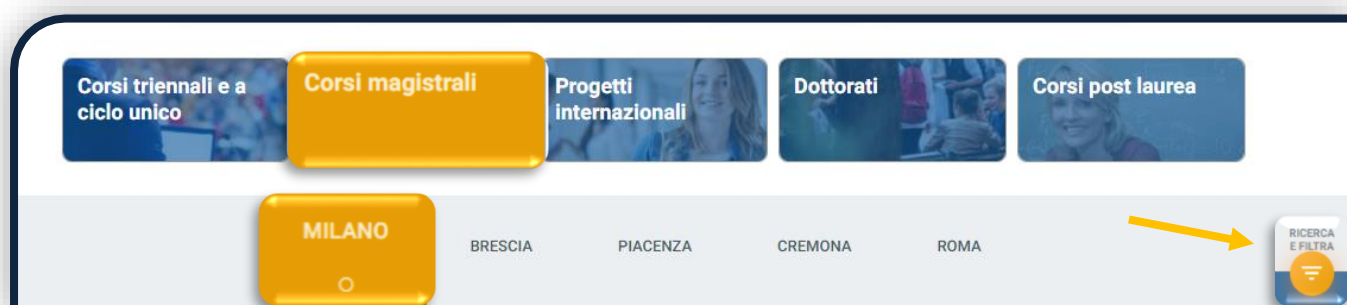 Corsi triennali e a
ciclo unico
Corsi magistrali
Progetti
internazionali
Dottorati
Corsi post laurea
MILANO
BRESCIA
PIACENZA
CREMONA
ROMA
RICERCA
E FILTRA